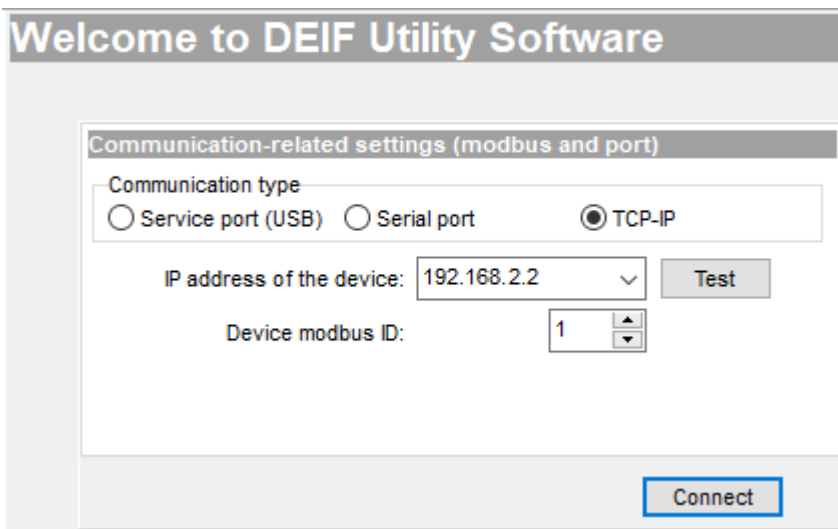 Welcome to DEIF Utility Software
Communication-related settings (modbus and port)
Communication type
Service port (USB) Serial port TCP-IP
IP address of the device: 192.168.2.2 Test
Device modbus ID: 1
Connect